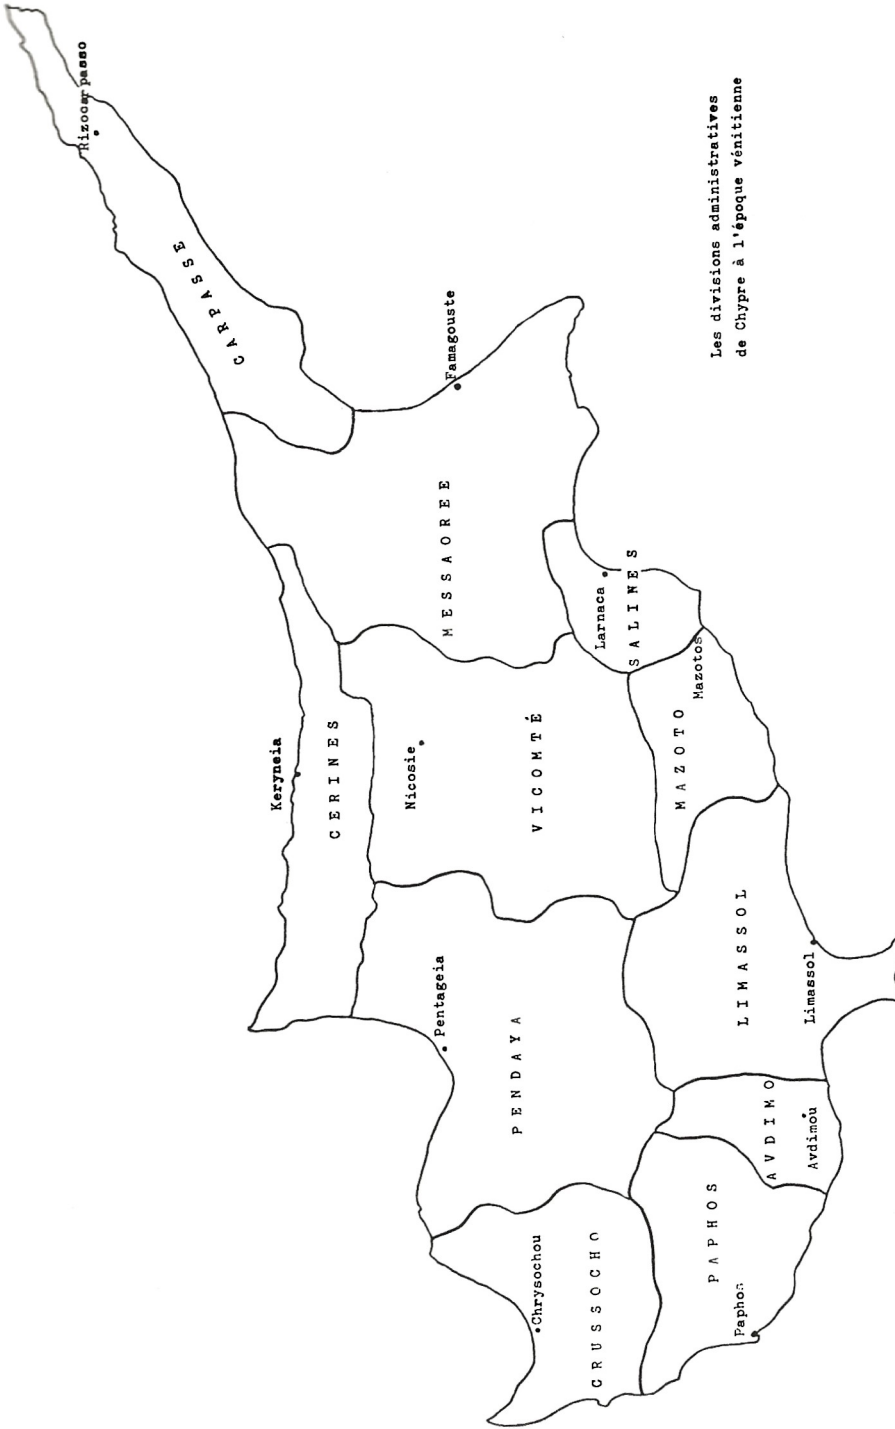 Les divisions administratives
de Chypre à l'époque vénitienne
Rizocarpasso
CARPASSE
Famagouste
MESSAOREE
Keryneia
CERINES
Nicosie
VICOMTÉ
Larnaca
SALINES
Mazotos
MAZOTO
Pentageia
PENDAYA
LIMASSOL
Limassol
AVDIMO
Avdimou
Chrysochou
CRUSSOCHO
PAPHOS
Paphos